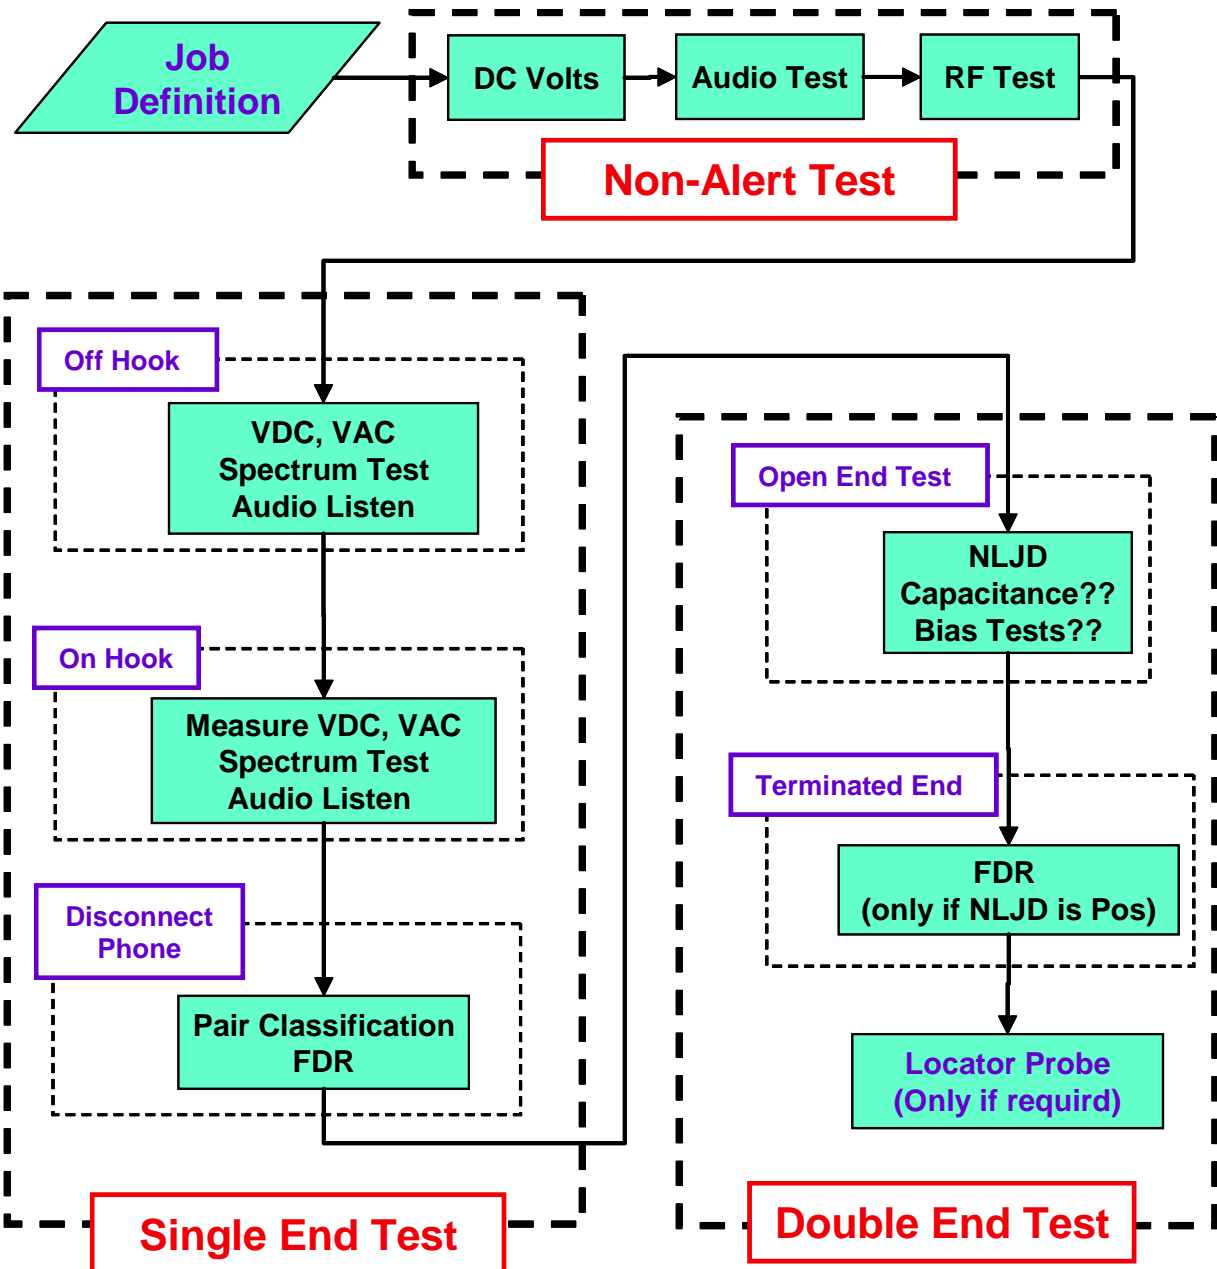 Job
Definition
DC Volts
Audio Test
RF Test
Non-Alert Test
Off Hook
VDC, VAC
Spectrum Test
Audio Listen
On Hook
Measure VDC, VAC
Spectrum Test
Audio Listen
Disconnect
Phone
Pair Classification
FDR
Single End Test
Open End Test
NLJD
Capacitance??
Bias Tests??
Terminated End
FDR
(only if NLJD is Pos)
Locator Probe
(Only if requird)
Double End Test